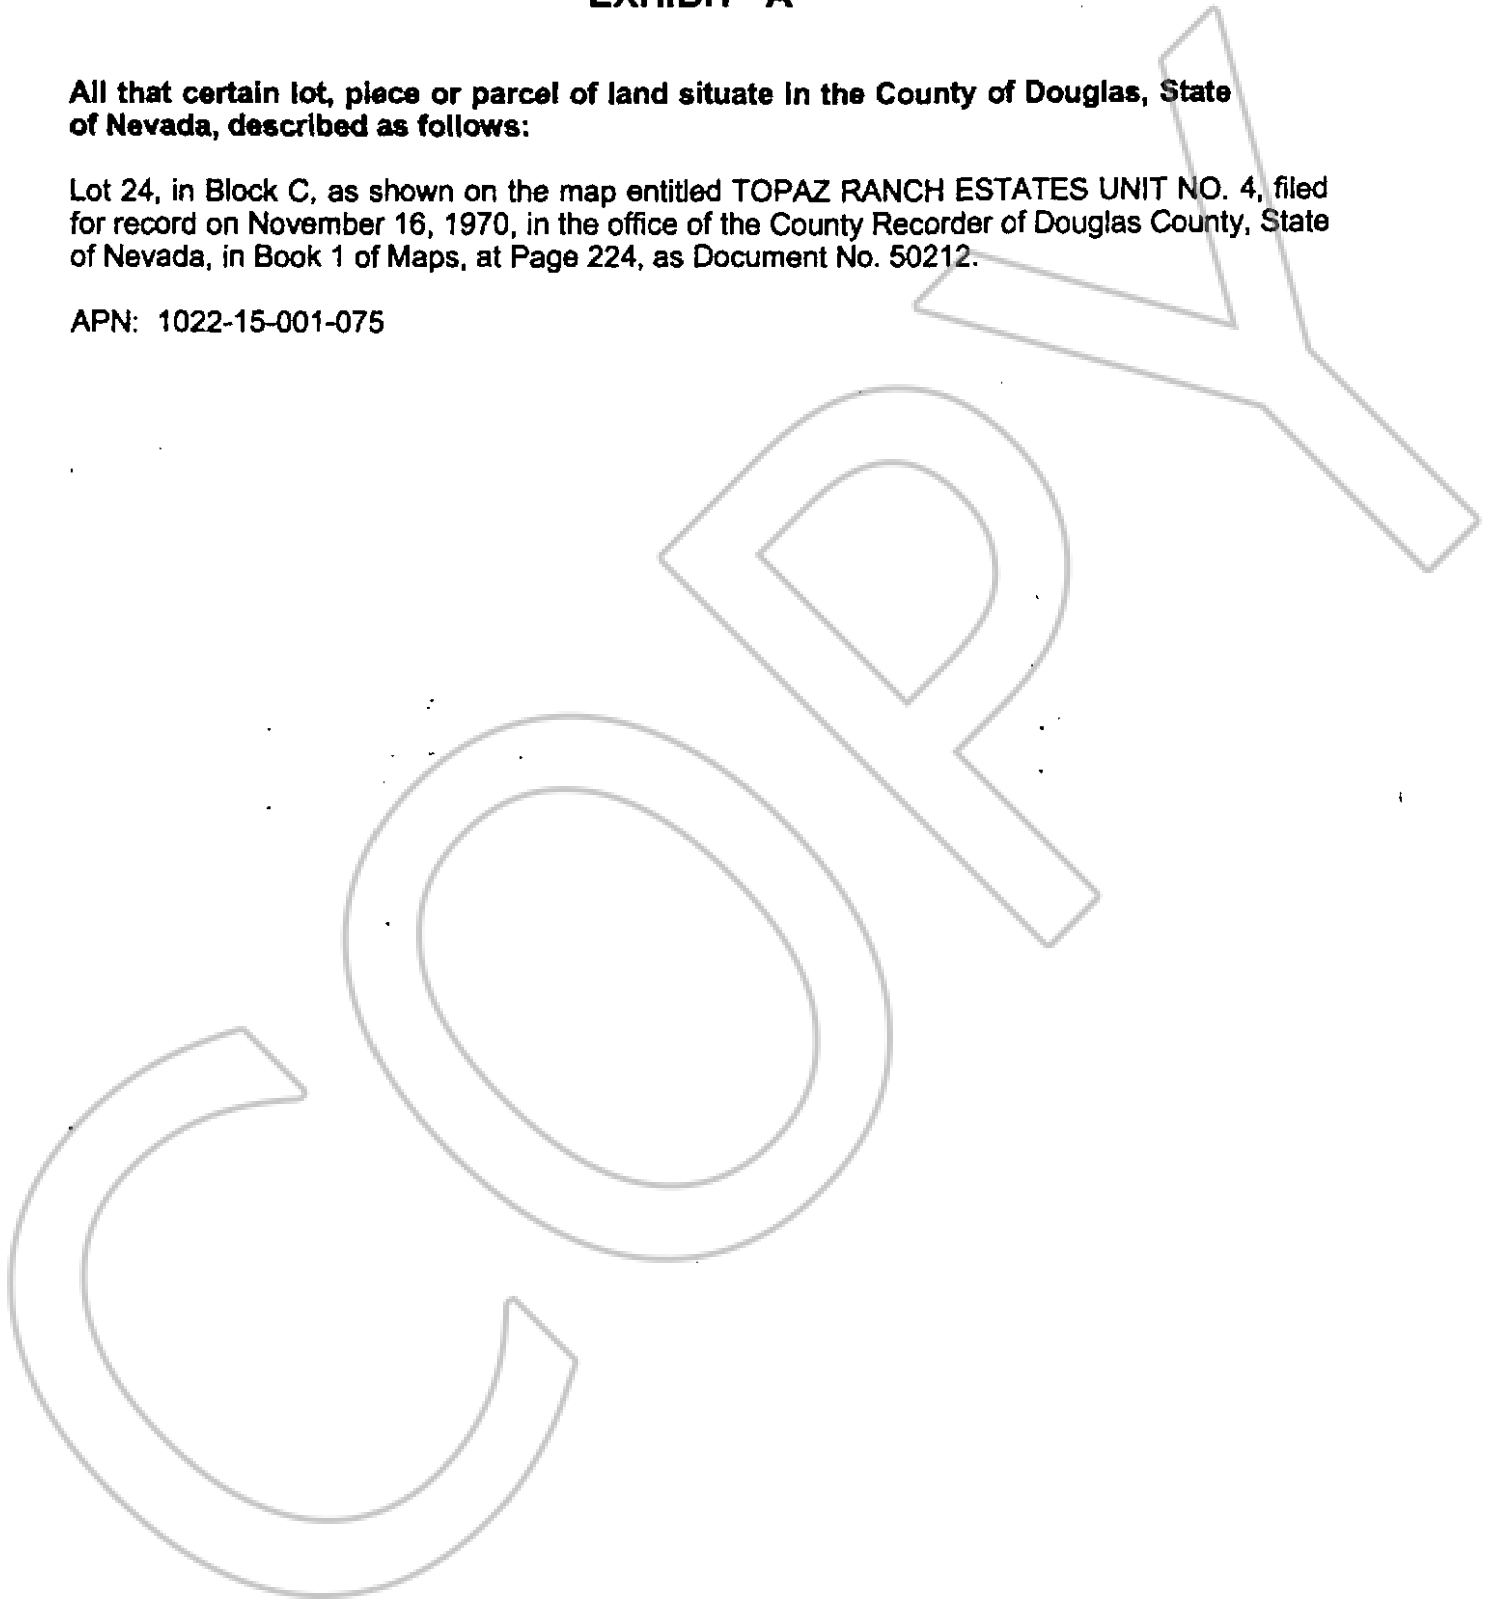 EXHIBIT "A"
All that certain lot, piece or parcel of land situate in the County of Douglas, State
of Nevada, described as follows:
Lot 24, in Block C, as shown on the map entitled TOPAZ RANCH ESTATES UNIT NO. 4, filed
for record on November 16, 1970, in the office of the County Recorder of Douglas County, State
of Nevada, in Book 1 of Maps, at Page 224, as Document No. 50212.
APN: 1022-15-001-075
COPY